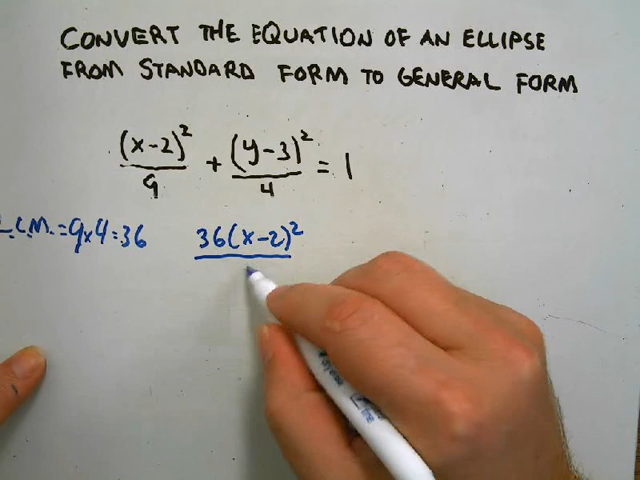 CONVERT THE EQUATION OF AN ELLIPSE
FROM STANDARD FORM TO GENERAL FORM
(x-2)²/9 + (y-3)²/4 = 1
L.C.M. = 9x4 = 36
36(x-2)²